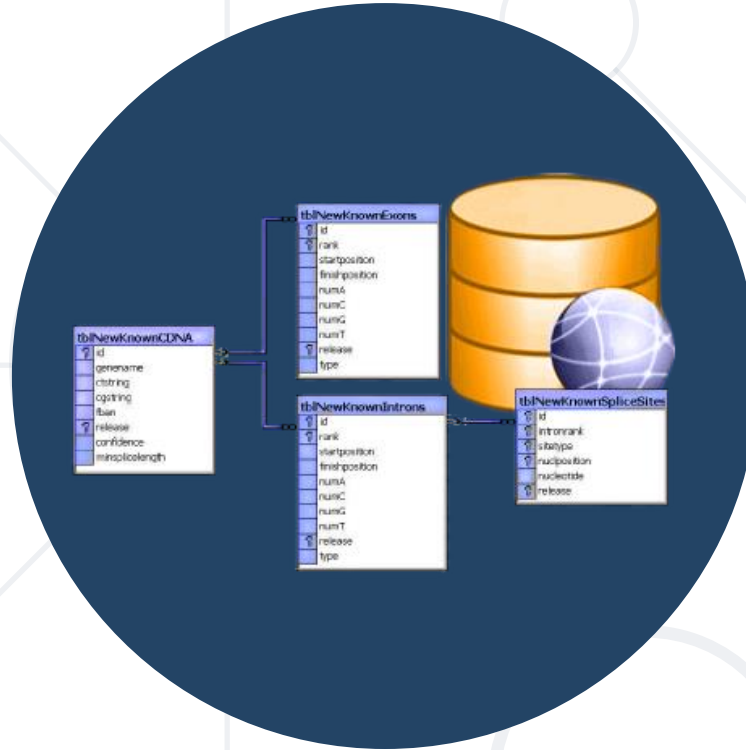 tblNewKnownCDNA
id
genename
ctstring
cgstring
fban
release
confidence
minsplicelength
tblNewKnownExons
id
rank
startposition
finishposition
numA
numC
numG
numT
release
type
tblNewKnownIntrons
id
rank
startposition
finishposition
numA
numC
numG
numT
release
type
tblNewKnownSpliceSites
id
intronrank
sitetype
nuclposition
nucleotide
release